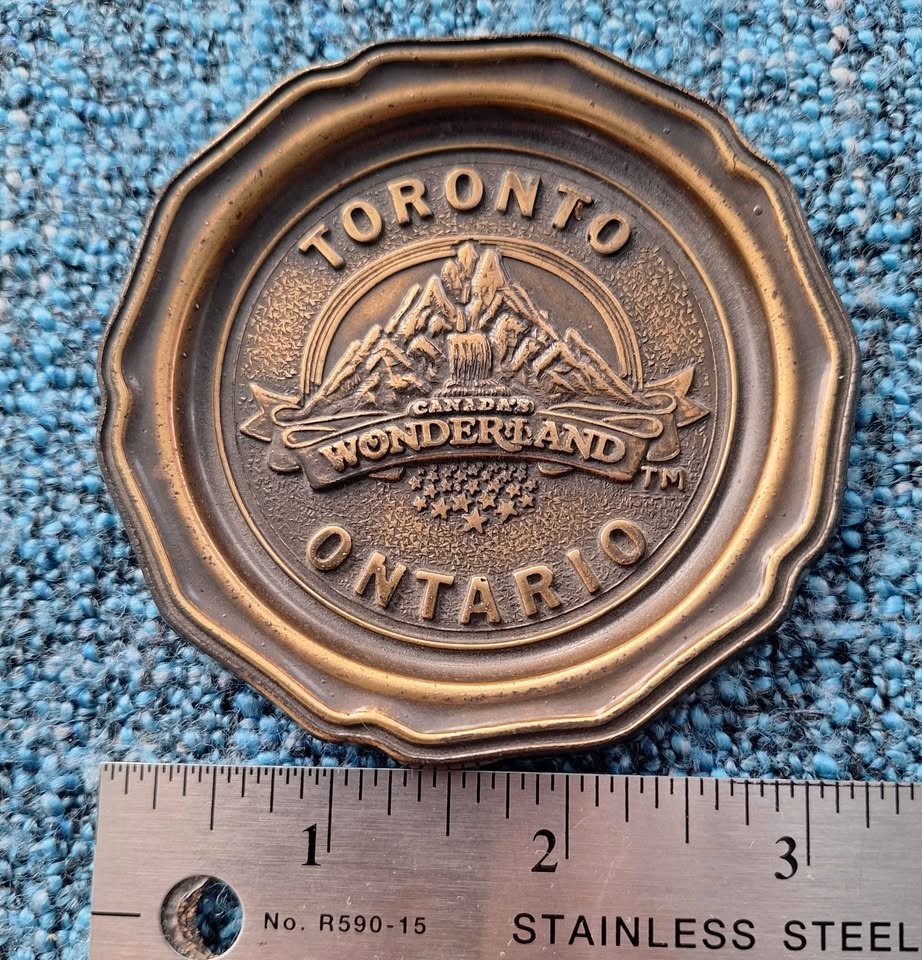 TORONTO
CANADA'S
WONDERLAND
TM
ONTARIO
1 2 3
No. R590-15 STAINLESS STEEL